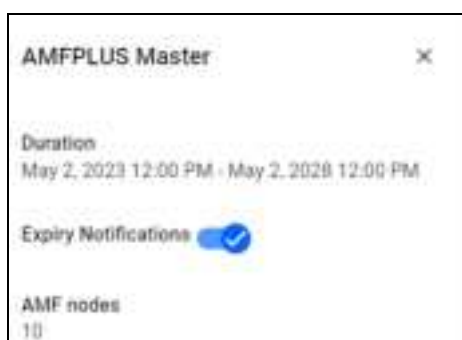 AMFPLUS Master
Duration
May 2, 2023 12:00 PM - May 2, 2028 12:00 PM
Expiry Notifications
AMF nodes
10